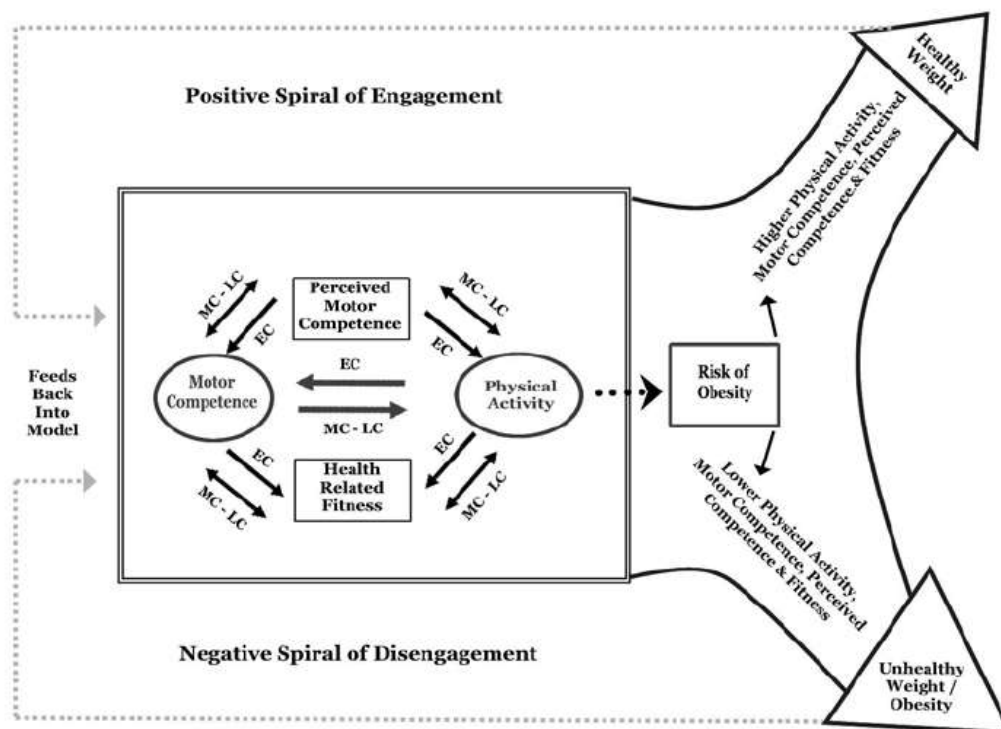 Healthy
Weight
Positive Spiral of Engagement
Higher Physical Activity,
Motor Competence, Perceived
Competence & Fitness
MC - LC
EC
Perceived
Motor
Competence
MC - LC
EC
Feeds
Back
Into
Model
Motor
Competence
EC
MC - LC
Physical
Activity
Risk of
Obesity
EC
MC - LC
Health
Related
Fitness
EC
MC - LC
Lower Physical Activity,
Motor Competence, Perceived
Competence & Fitness
Negative Spiral of Disengagement
Unhealthy
Weight /
Obesity